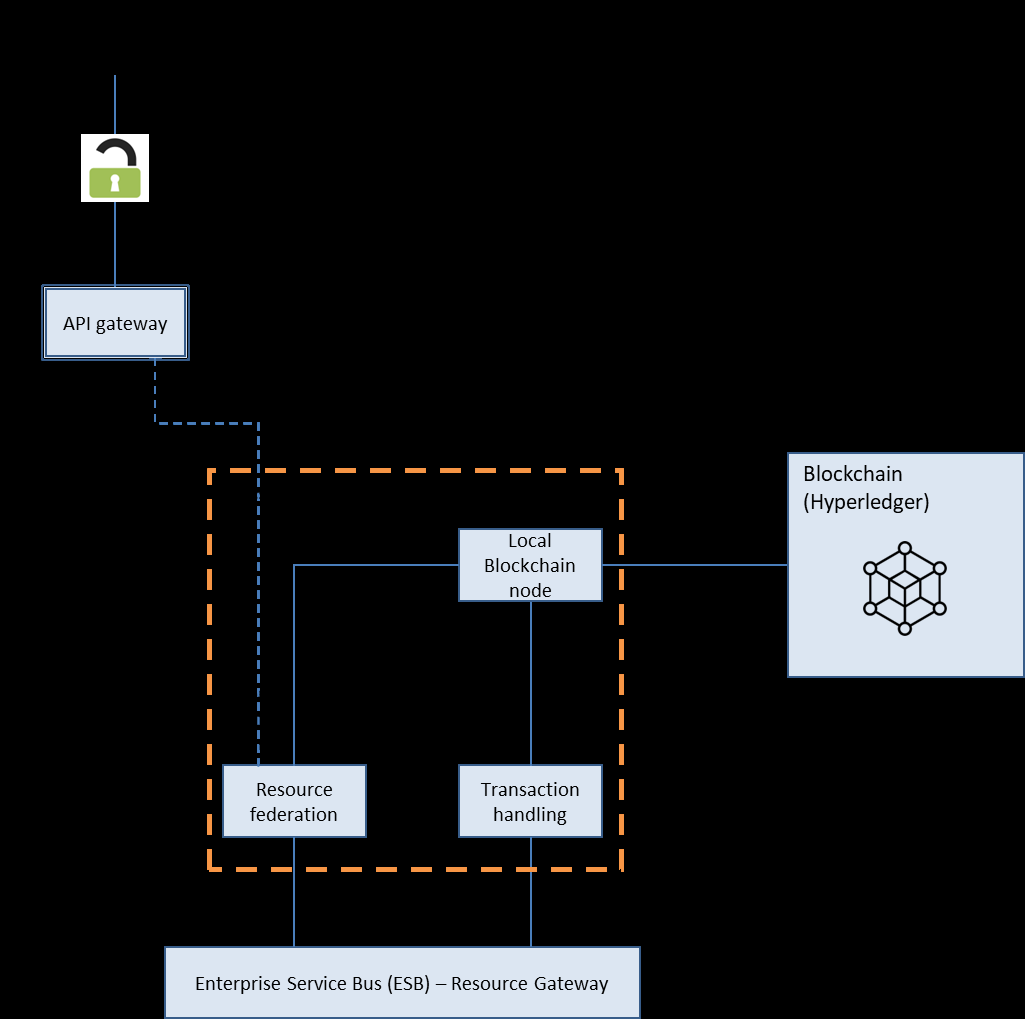 API gateway
Blockchain
(Hyperledger)
Local
Blockchain
node
Resource
federation
Transaction
handling
Enterprise Service Bus (ESB) – Resource Gateway